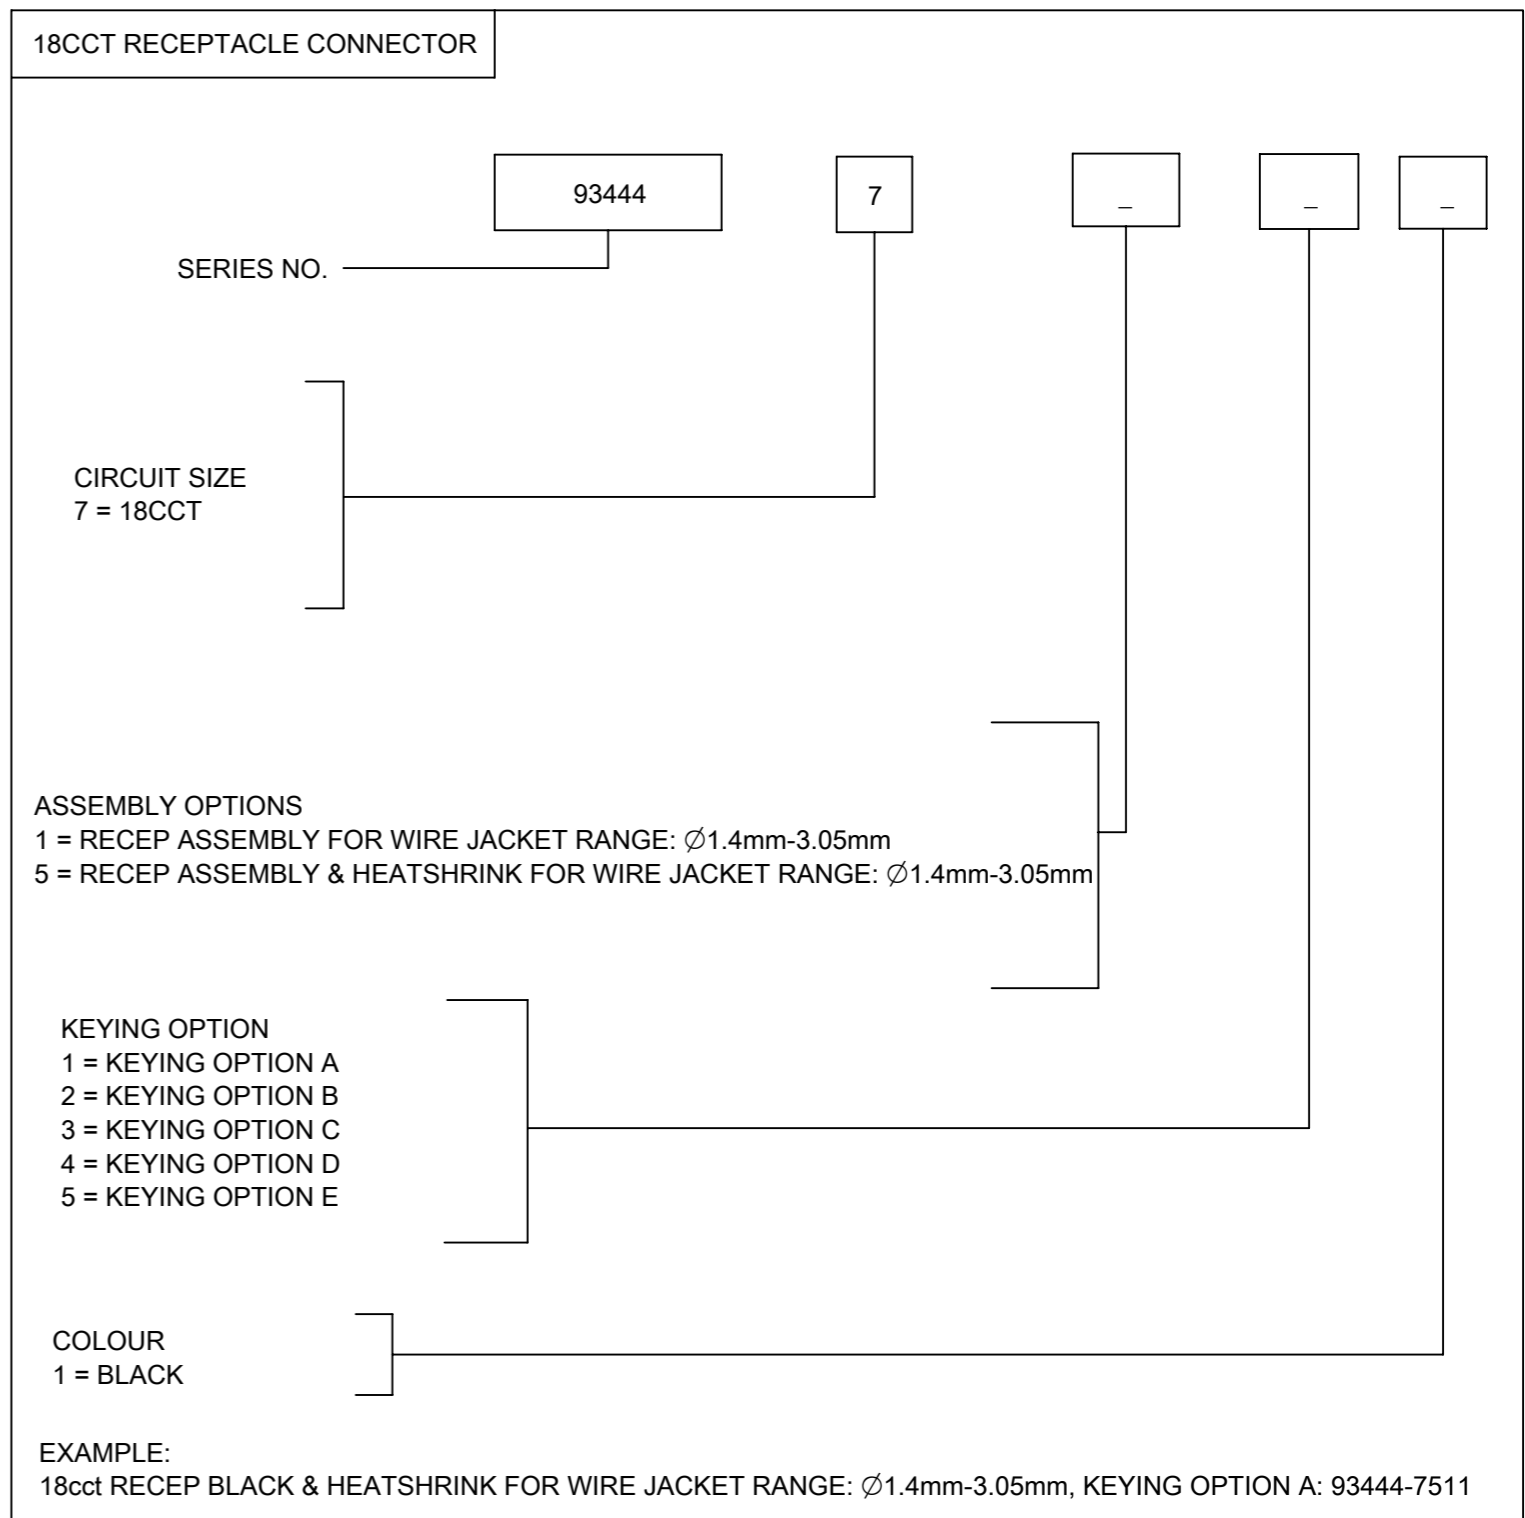 18CCT RECEPTACLE CONNECTOR
93444 7 _ _ _
SERIES NO.
CIRCUIT SIZE
7 = 18CCT
ASSEMBLY OPTIONS
1 = RECEP ASSEMBLY FOR WIRE JACKET RANGE: ∅1.4mm-3.05mm
5 = RECEP ASSEMBLY & HEATSHRINK FOR WIRE JACKET RANGE: ∅1.4mm-3.05mm
KEYING OPTION
1 = KEYING OPTION A
2 = KEYING OPTION B
3 = KEYING OPTION C
4 = KEYING OPTION D
5 = KEYING OPTION E
COLOUR
1 = BLACK
EXAMPLE:
18cct RECEP BLACK & HEATSHRINK FOR WIRE JACKET RANGE: ∅1.4mm-3.05mm, KEYING OPTION A: 93444-7511